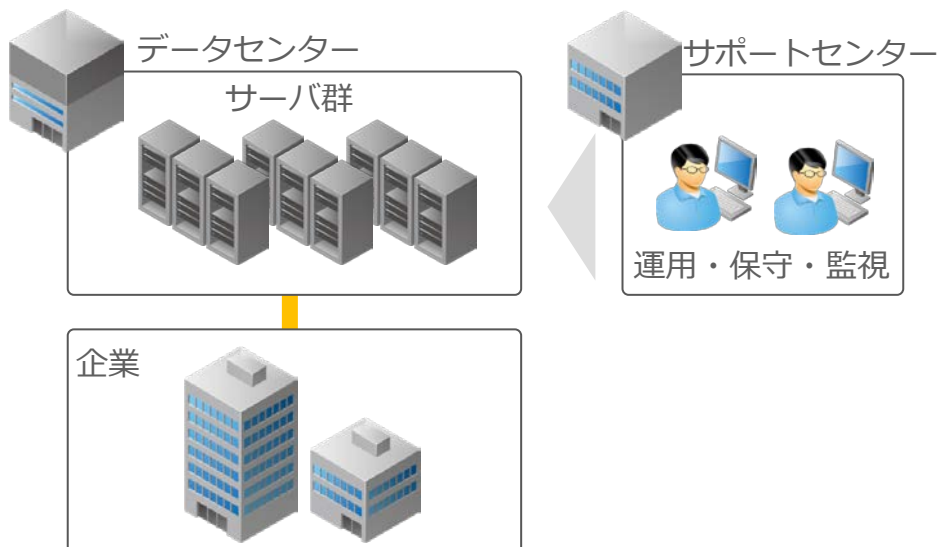 データセンター
サポートセンター
サーバ群
運用・保守・監視
企業